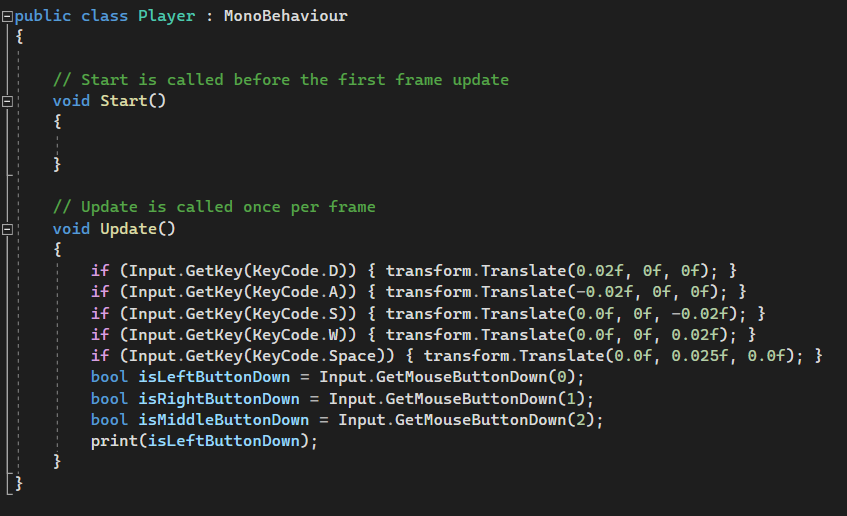 public class Player : MonoBehaviour
{
// Start is called before the first frame update
void Start()
{
}
// Update is called once per frame
void Update()
{
if (Input.GetKey(KeyCode.D)) { transform.Translate(0.02f, 0f, 0f); }
if (Input.GetKey(KeyCode.A)) { transform.Translate(-0.02f, 0f, 0f); }
if (Input.GetKey(KeyCode.S)) { transform.Translate(0.0f, 0f, -0.02f); }
if (Input.GetKey(KeyCode.W)) { transform.Translate(0.0f, 0f, 0.02f); }
if (Input.GetKey(KeyCode.Space)) { transform.Translate(0.0f, 0.025f, 0.0f); }
bool isLeftButtonDown = Input.GetMouseButtonDown(0);
bool isRightButtonDown = Input.GetMouseButtonDown(1);
bool isMiddleButtonDown = Input.GetMouseButtonDown(2);
print(isLeftButtonDown);
}
}